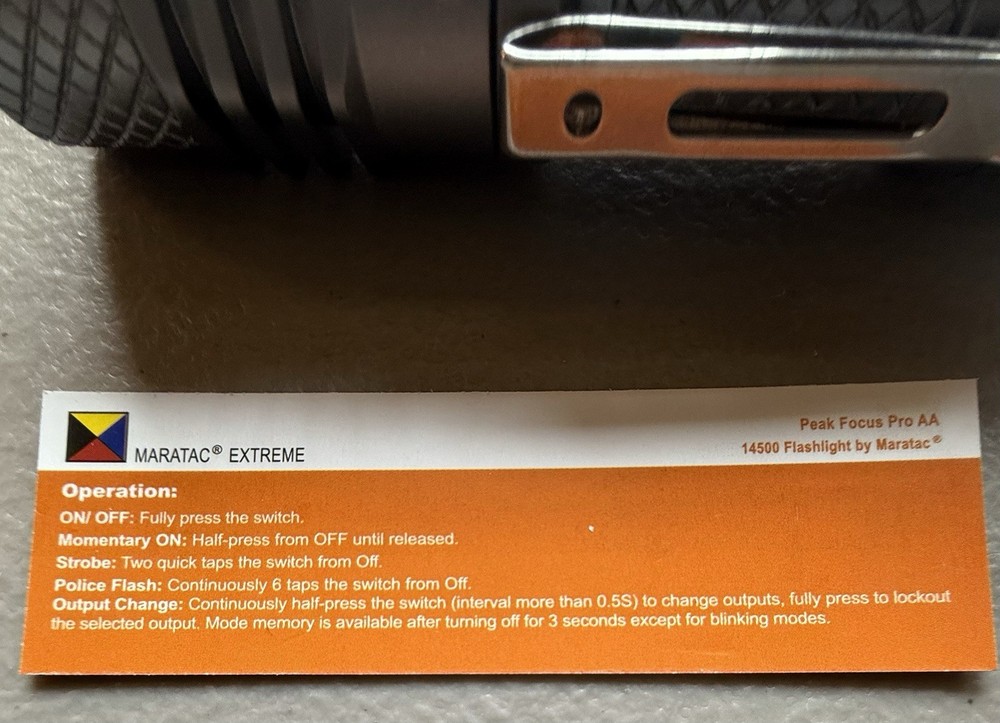 MARATAC® EXTREME
Peak Focus Pro AA
14500 Flashlight by Maratac®
Operation:
ON/ OFF: Fully press the switch.
Momentary ON: Half-press from OFF until released.
Strobe: Two quick taps the switch from Off.
Police Flash: Continuously 6 taps the switch from Off.
Output Change: Continuously half-press the switch (interval more than 0.5S) to change outputs, fully press to lockout
the selected output. Mode memory is available after turning off for 3 seconds except for blinking modes.